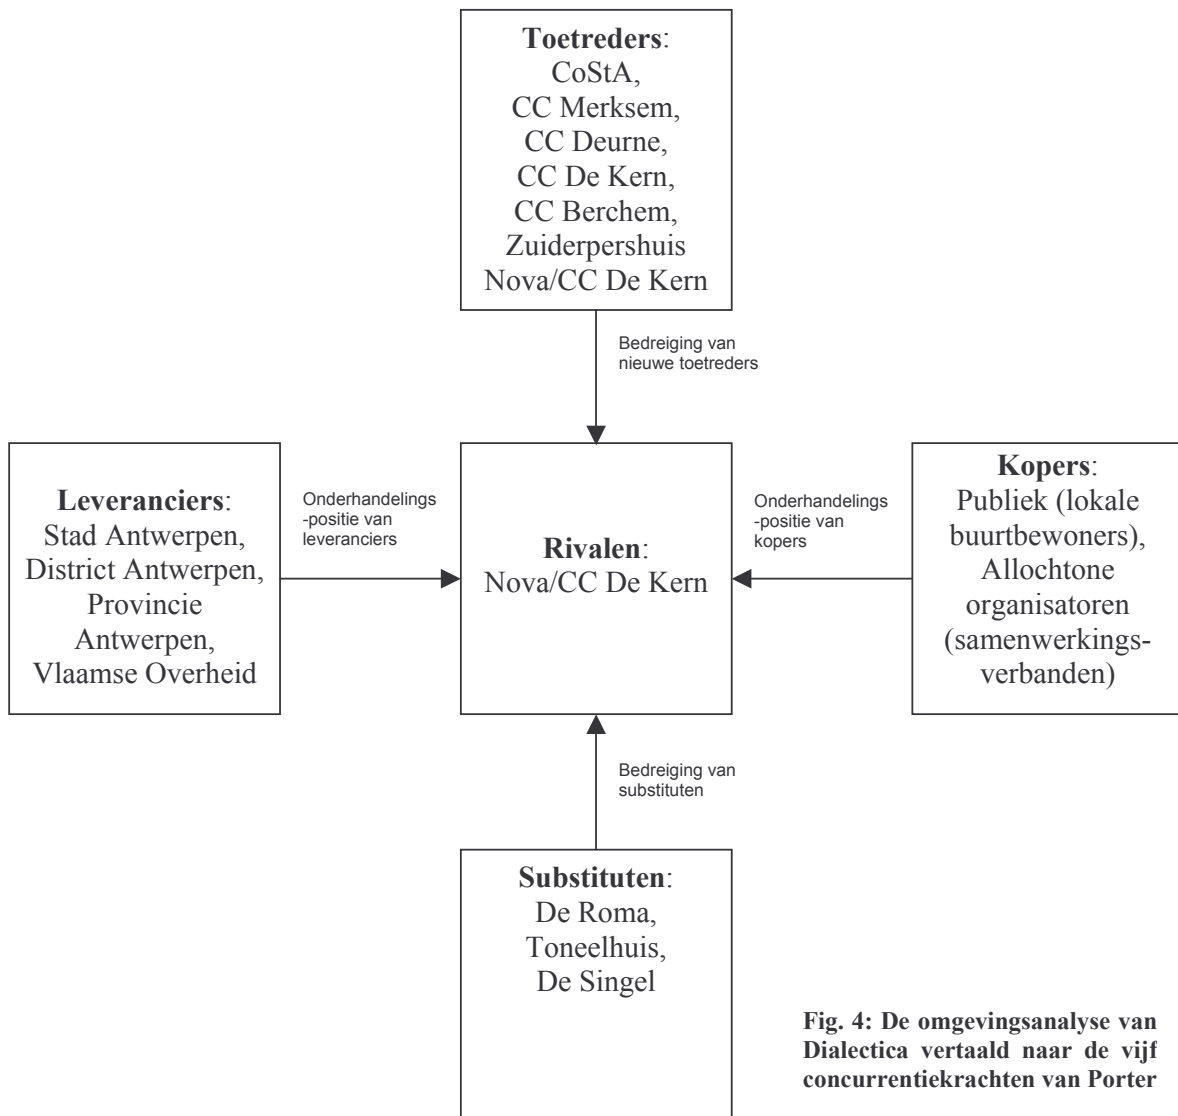 Toetreders:
CoStA,
CC Merksem,
CC Deurne,
CC De Kern,
CC Berchem,
Zuiderpershuis
Nova/CC De Kern
Bedreiging van
nieuwe toetreders
Leveranciers:
Stad Antwerpen,
District Antwerpen,
Provincie
Antwerpen,
Vlaamse Overheid
Onderhandelings
-positie van
leveranciers
Rivalen:
Nova/CC De Kern
Onderhandelings
-positie van
kopers
Kopers:
Publiek (lokale
buurtbewoners),
Allochtone
organisatoren
(samenwerkings-
verbanden)
Bedreiging van
substituten
Substituten:
De Roma,
Toneelhuis,
De Singel
Fig. 4: De omgevingsanalyse van
Dialectica vertaald naar de vijf
concurrentiekrachten van Porter